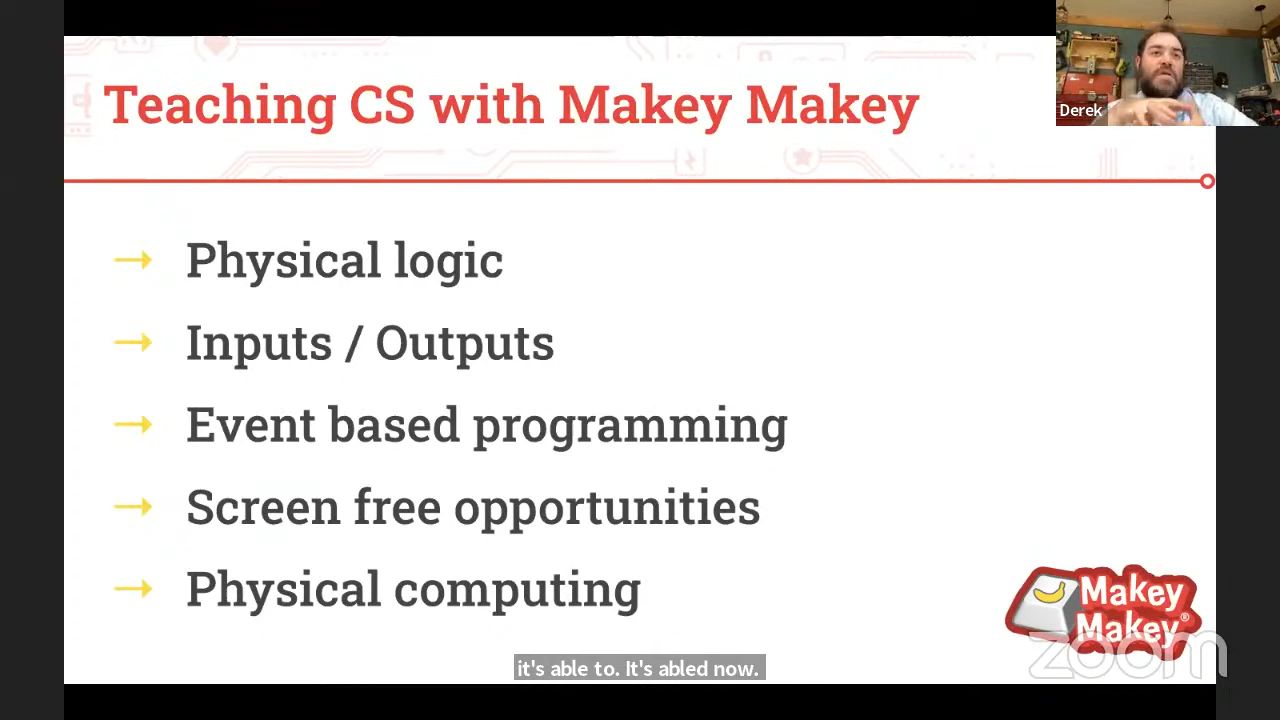 Teaching CS with Makey Makey
Derek
→ Physical logic
→ Inputs / Outputs
→ Event based programming
→ Screen free opportunities
→ Physical computing
Makey
Makey®
zoom
it's able to. It's abled now.